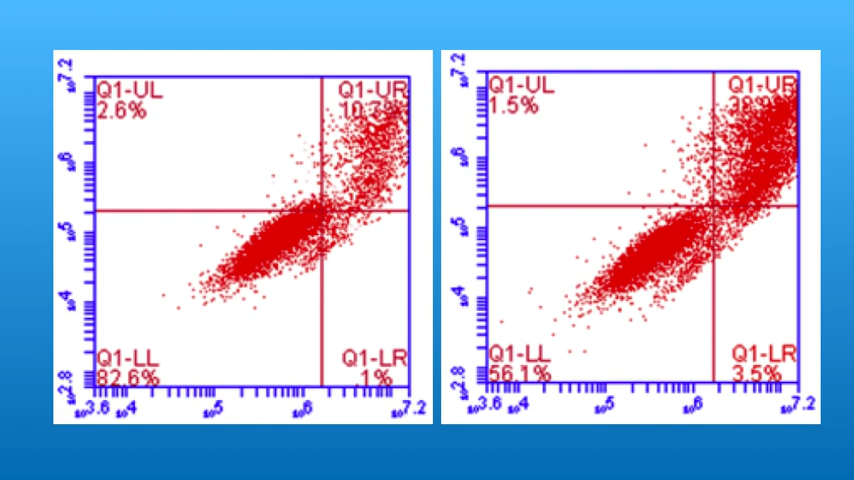 Q1-UL
2.6%
Q1-UR
Q1-LL
82.6%
Q1-LR
10^7.2
10^6
10^5
10^4
10^2.8
10^3.6 10^4 10^5 10^6 10^7.2
Q1-UL
1.5%
Q1-UR
Q1-LL
56.1%
Q1-LR
3.5%
10^7.2
10^6
10^5
10^4
10^2.8
10^3.6 10^4 10^5 10^6 10^7.2